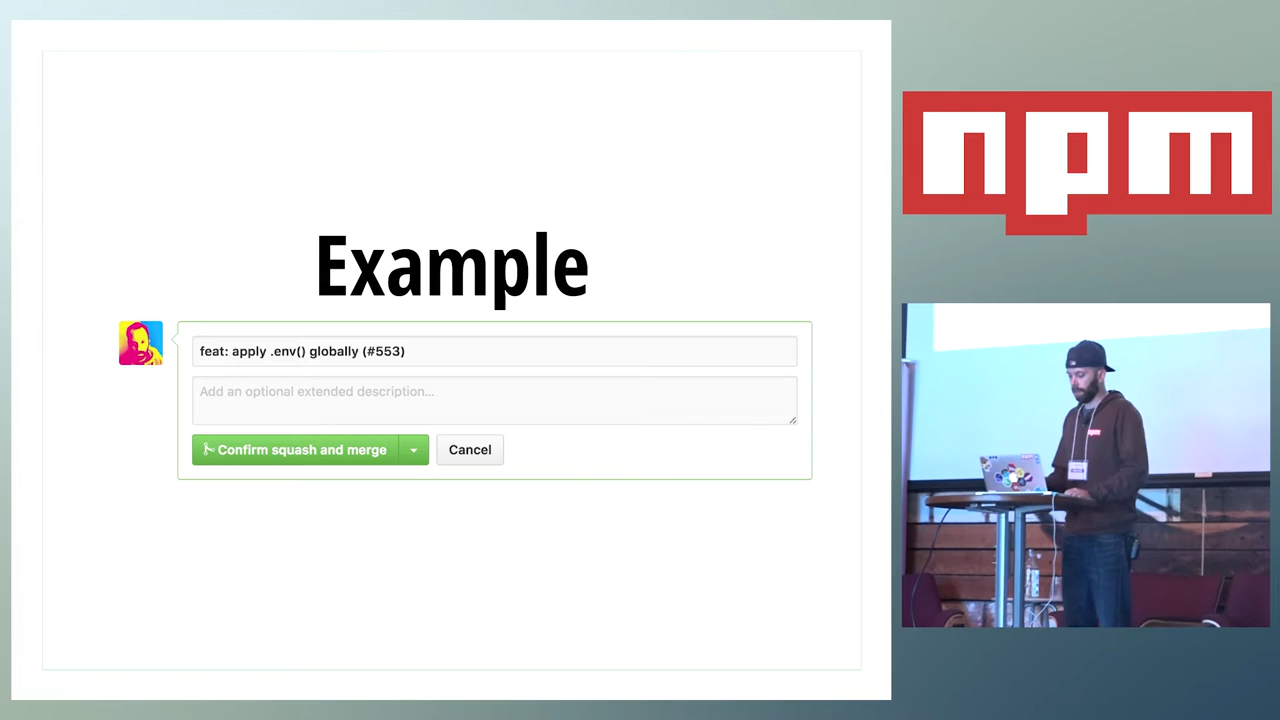 Example
feat: apply .env() globally (#553)
Add an optional extended description...
Confirm squash and merge
Cancel
npm